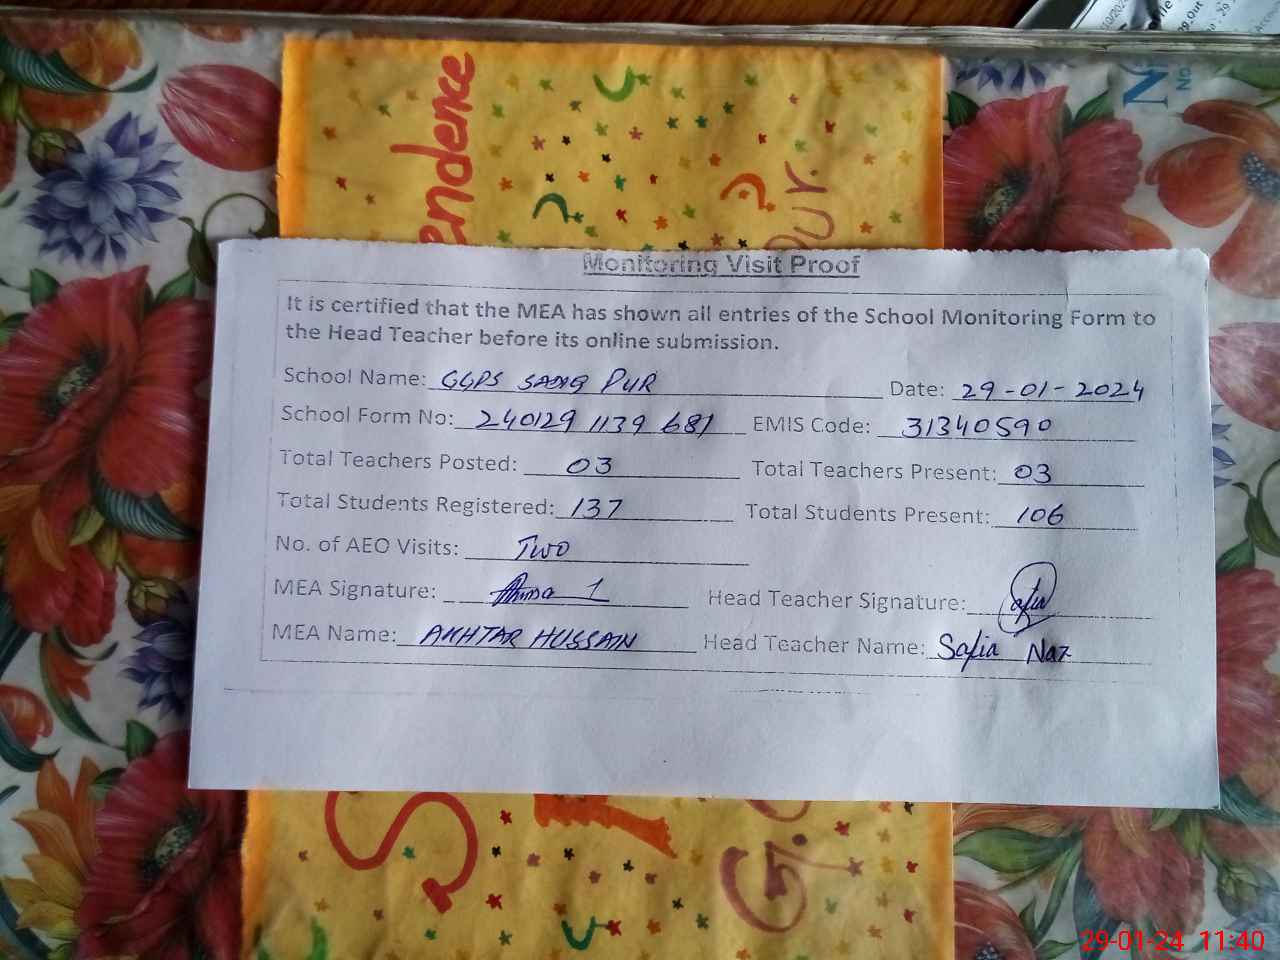 endence
our.
Monitoring Visit Proof
It is certified that the MEA has shown all entries of the School Monitoring Form to
the Head Teacher before its online submission.
School Name: GGPS SADIQ PUR Date: 29-01-2024
School Form No: 240129 1139 681 EMIS Code: 31340590
Total Teachers Posted: 03 Total Teachers Present: 03
Total Students Registered: 137 Total Students Present: 106
No. of AEO Visits: Two
MEA Signature: Head Teacher Signature:
MEA Name: AKHTAR HUSSAIN Head Teacher Name: Safia Naz
S
G.G
29-01-24 11:40